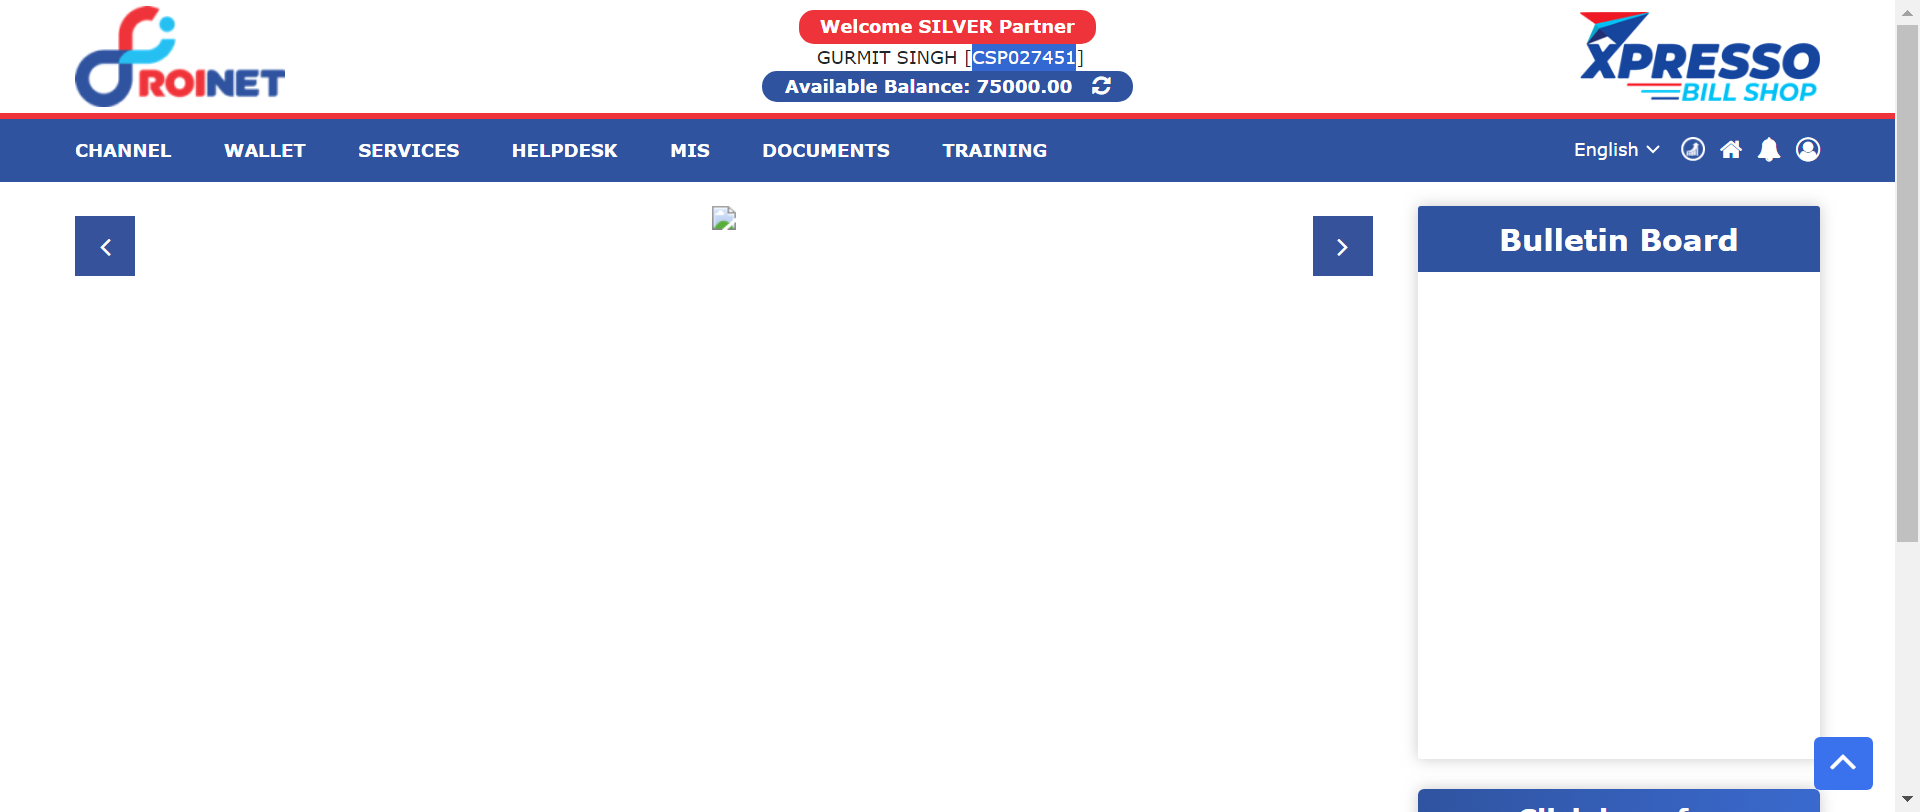 ROINET
Welcome SILVER Partner
GURMIT SINGH [CSP027451]
Available Balance: 75000.00
XPRESSO
BILL SHOP
CHANNEL WALLET SERVICES HELPDESK MIS DOCUMENTS TRAINING
English
Bulletin Board